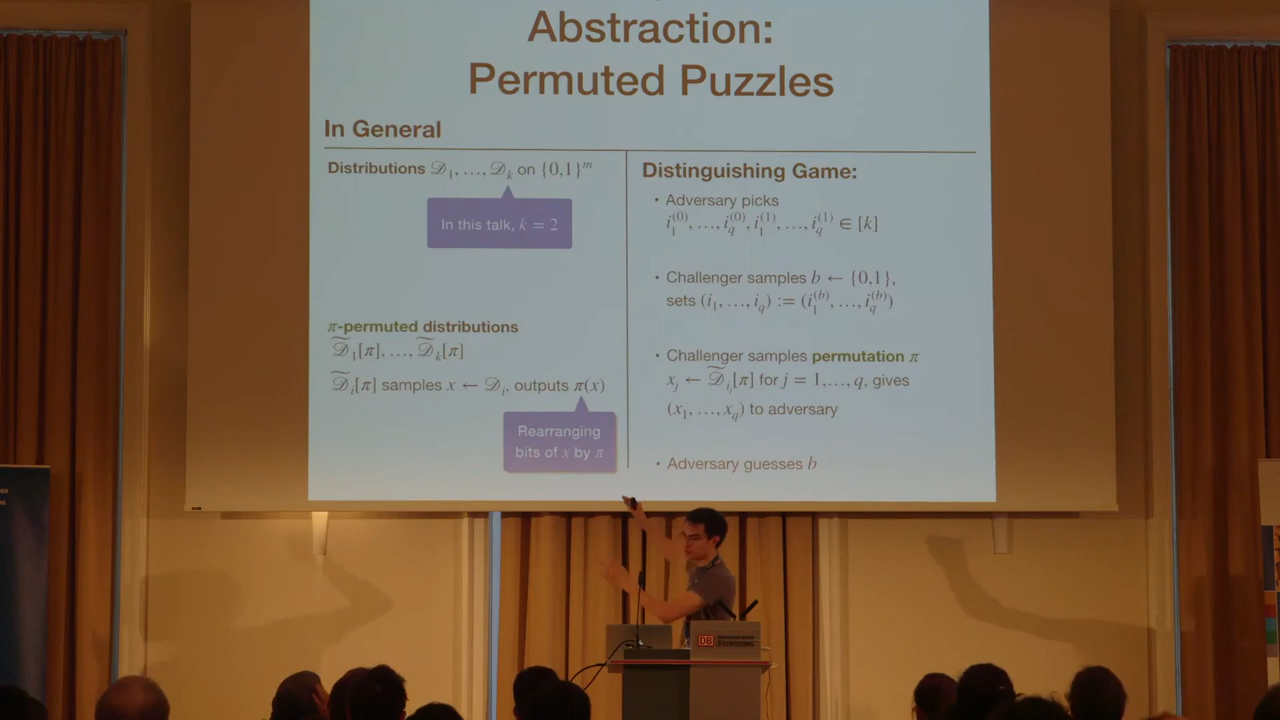 Abstraction:
Permuted Puzzles
In General
Distributions 𝒟₁, …, 𝒟ₖ on {0,1}ᵐ
In this talk, k = 2
π-permuted distributions
𝒟̃₁[π], …, 𝒟̃ₖ[π]
𝒟̃ᵢ[π] samples x ← 𝒟ᵢ, outputs π(x)
Rearranging
bits of x by π
Distinguishing Game:
• Adversary picks
i₁⁽⁰⁾, …, i_q⁽⁰⁾, i₁⁽¹⁾, …, i_q⁽¹⁾ ∈ [k]
• Challenger samples b ← {0,1},
sets (i₁, …, i_q) := (i₁⁽ᵇ⁾, …, i_q⁽ᵇ⁾)
• Challenger samples permutation π
xⱼ ← 𝒟̃_{iⱼ}[π] for j = 1,…, q, gives
(x₁, …, x_q) to adversary
• Adversary guesses b
DB
STIFTUNG